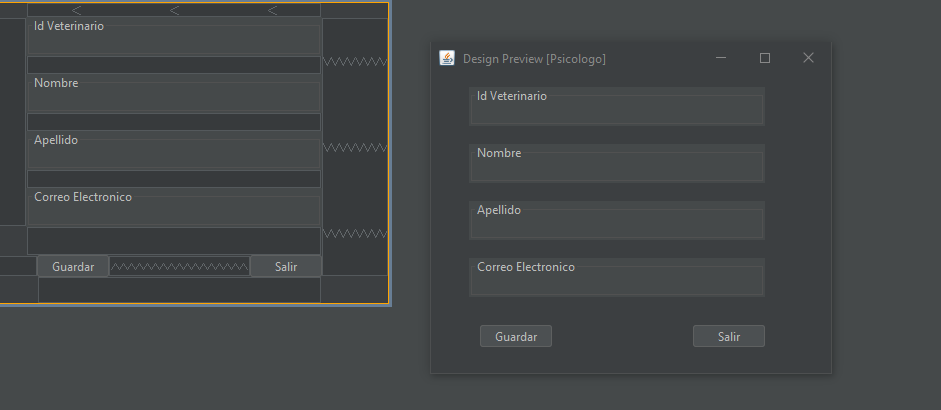 Id Veterinario
Nombre
Apellido
Correo Electronico
Guardar
Salir
Design Preview [Psicologo]
Id Veterinario
Nombre
Apellido
Correo Electronico
Guardar
Salir